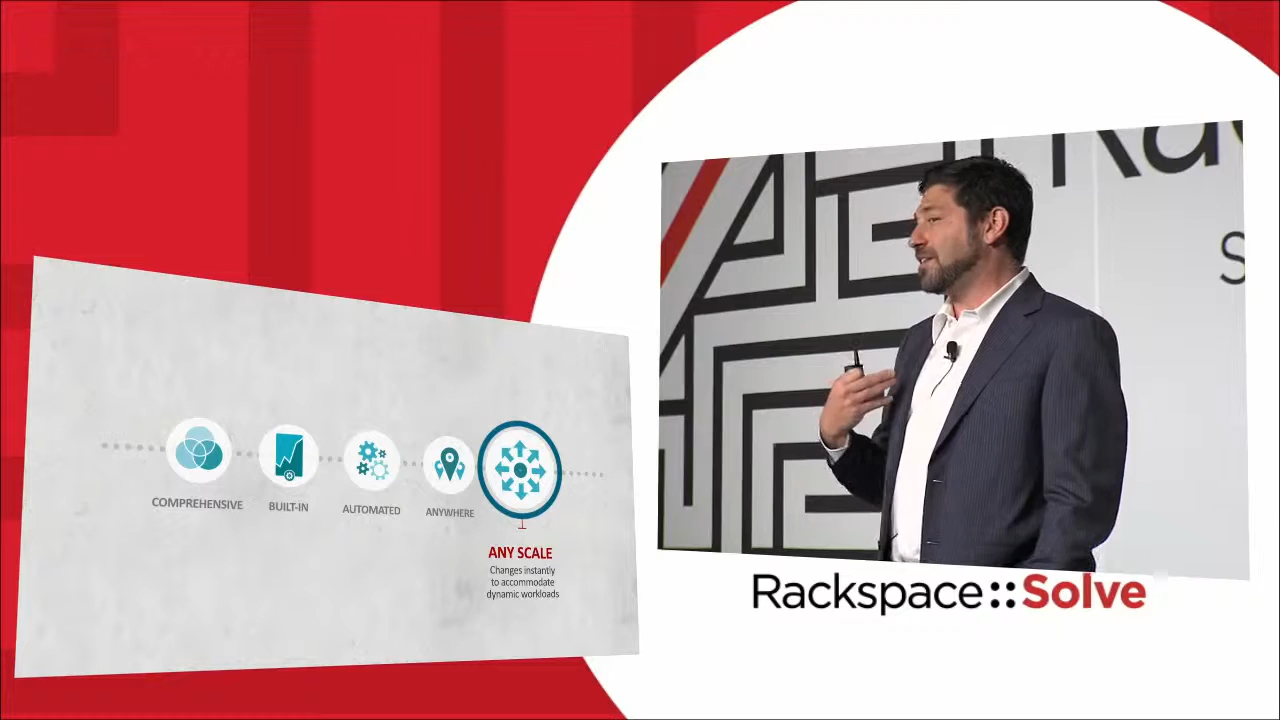 COMPREHENSIVE
BUILT-IN
AUTOMATED
ANYWHERE
ANY SCALE
Changes instantly
to accommodate
dynamic workloads
Rackspace::Solve